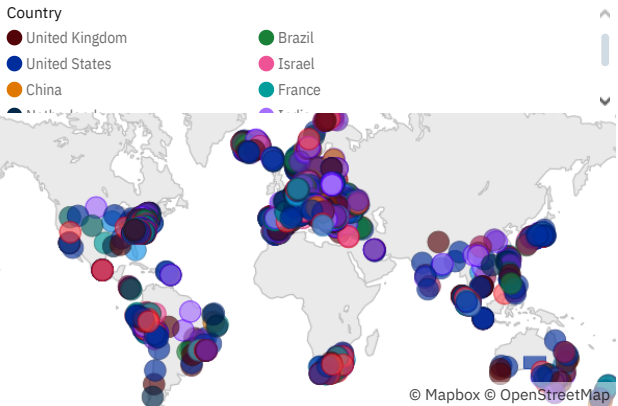 Country
United Kingdom
Brazil
United States
Israel
China
France
© Mapbox © OpenStreetMap